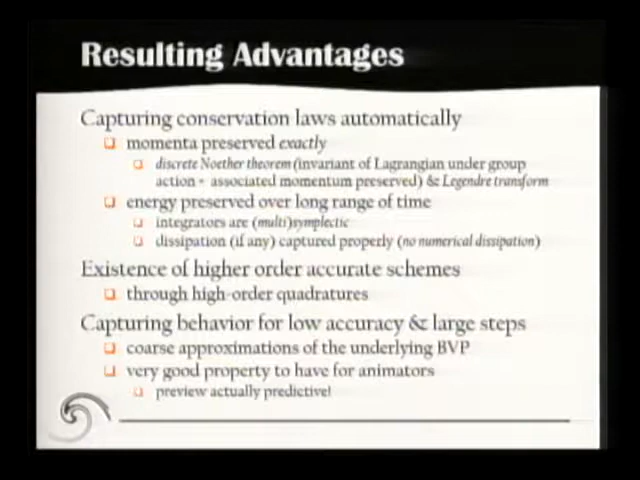 Resulting Advantages
Capturing conservation laws automatically
momenta preserved exactly
discrete Noether theorem (invariant of Lagrangian under group
action = associated momentum preserved) & Legendre transform
energy preserved over long range of time
integrators are (multi)symplectic
dissipation (if any) captured properly (no numerical dissipation)
Existence of higher order accurate schemes
through high-order quadratures
Capturing behavior for low accuracy & large steps
coarse approximations of the underlying BVP
very good property to have for animators
preview actually predictive!